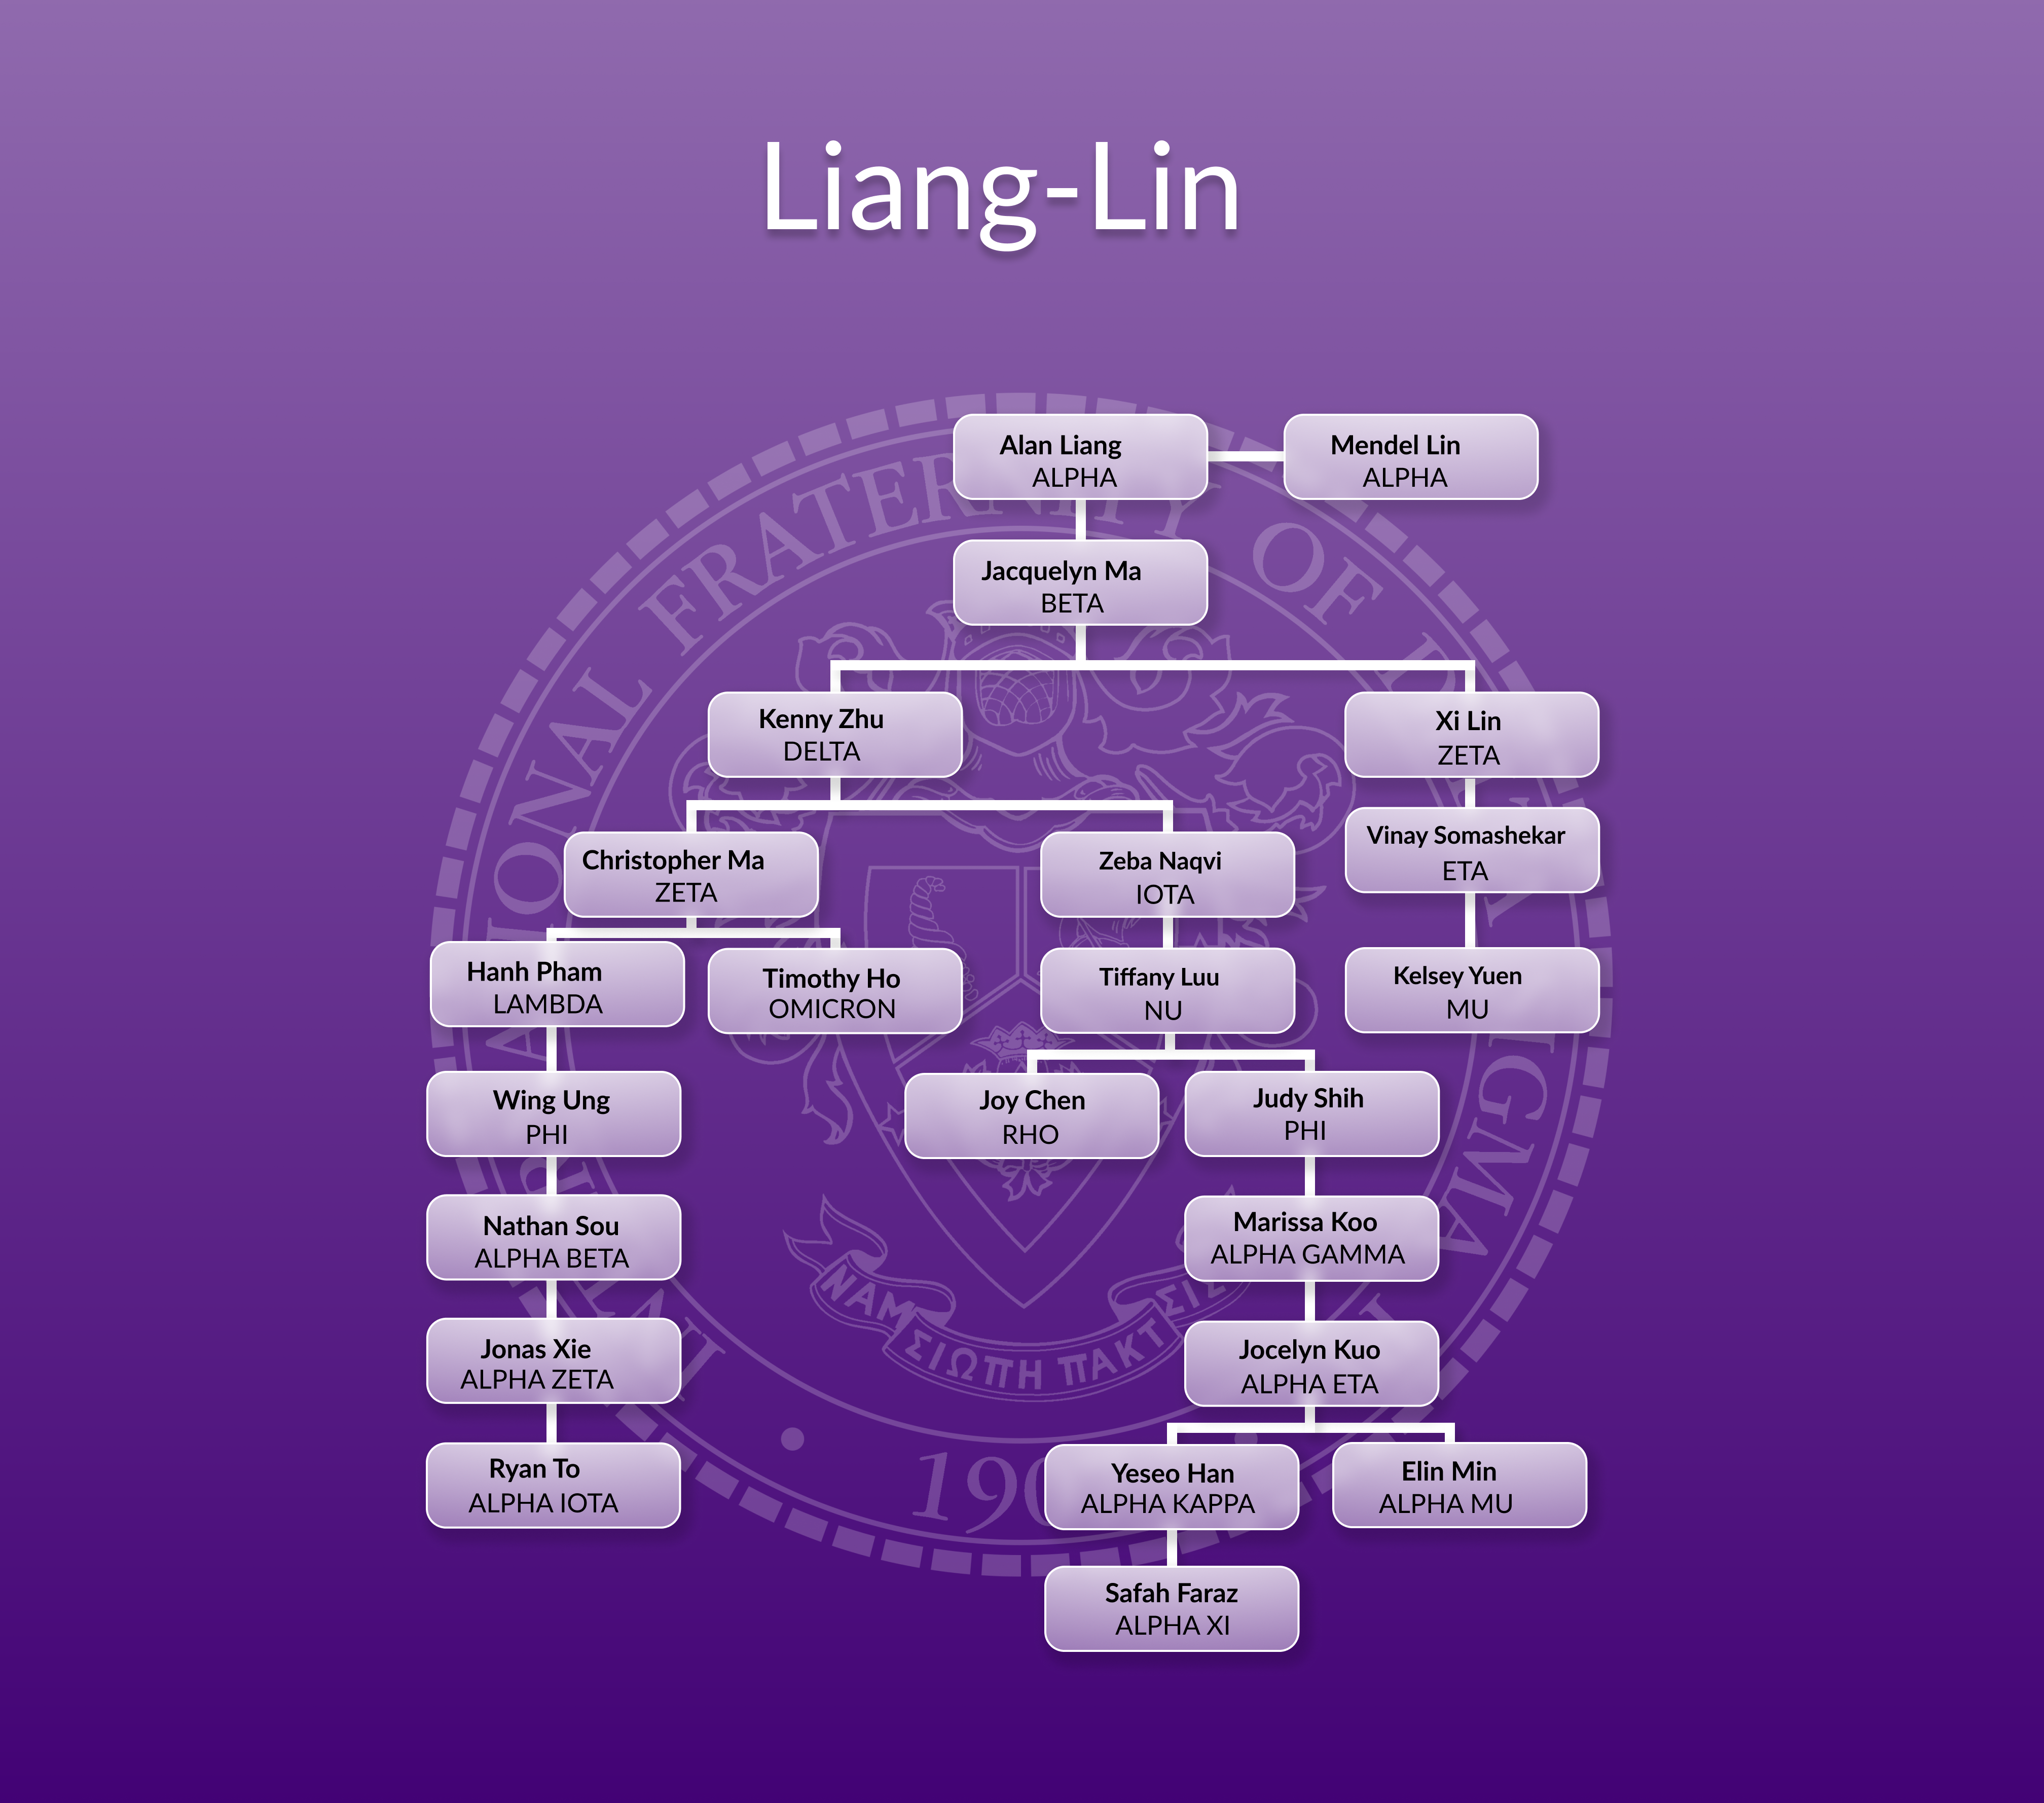 Liang-Lin
Alan Liang
ALPHA
Mendel Lin
ALPHA
Jacquelyn Ma
BETA
Kenny Zhu
DELTA
Xi Lin
ZETA
Christopher Ma
ZETA
Zeba Naqvi
IOTA
Vinay Somashekar
ETA
Hanh Pham
LAMBDA
Timothy Ho
OMICRON
Tiffany Luu
NU
Kelsey Yuen
MU
Wing Ung
PHI
Joy Chen
RHO
Judy Shih
PHI
Nathan Sou
ALPHA BETA
Marissa Koo
ALPHA GAMMA
Jonas Xie
ALPHA ZETA
Jocelyn Kuo
ALPHA ETA
Ryan To
ALPHA IOTA
Yeseo Han
ALPHA KAPPA
Elin Min
ALPHA MU
Safah Faraz
ALPHA XI
FRATERNITY OF
ΣΙΩΠΗ